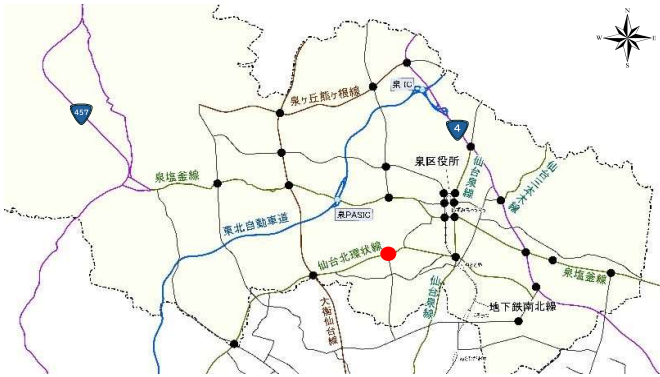 N
W
E
S
泉IC
泉ヶ丘熊ヶ根線
457
4
泉区役所
仙台泉線
仙台三本木線
泉塩釜線
泉PASIC
東北自動車道
仙台北環状線
泉塩釜線
大衡仙台線
仙台泉線
地下鉄南北線